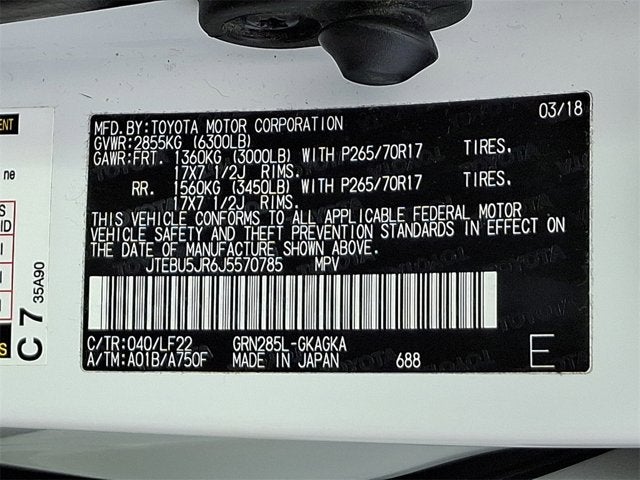 MFD. BY: TOYOTA MOTOR CORPORATION 03/18
GVWR: 2855KG (6300LB)
GAWR: FRT. 1360KG (3000LB) WITH P265/70R17 TIRES.
17X7 1/2J RIMS.
RR. 1560KG (3450LB) WITH P265/70R17 TIRES.
17X7 1/2J RIMS.
THIS VEHICLE CONFORMS TO ALL APPLICABLE FEDERAL MOTOR
VEHICLE SAFETY AND THEFT PREVENTION STANDARDS IN EFFECT ON
THE DATE OF MANUFACTURE SHOWN ABOVE.
JTEBU5JR6J5570785 MPV
C/TR: 040/LF22 GRN285L-GKAGKA
A/TM: A01B/A750F MADE IN JAPAN 688 E
ne
C7 35A90